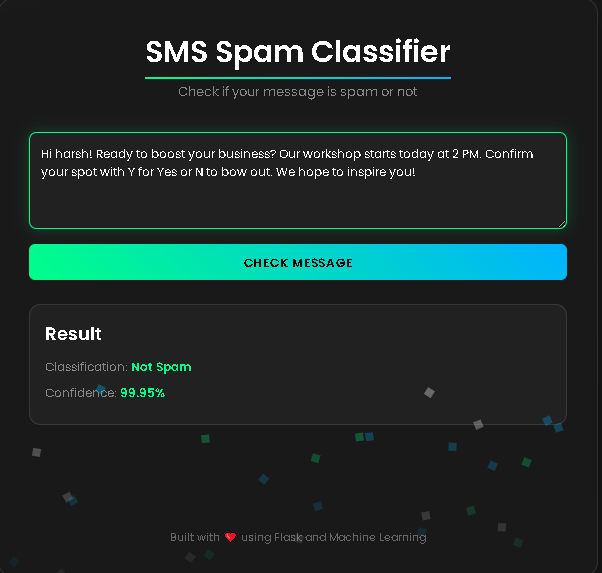 SMS Spam Classifier
Check if your message is spam or not
Hi harsh! Ready to boost your business? Our workshop starts today at 2 PM. Confirm
your spot with Y for Yes or N to bow out. We hope to inspire you!
CHECK MESSAGE
Result
Classification: Not Spam
Confidence: 99.95%
Built with ❤️ using Flask and Machine Learning